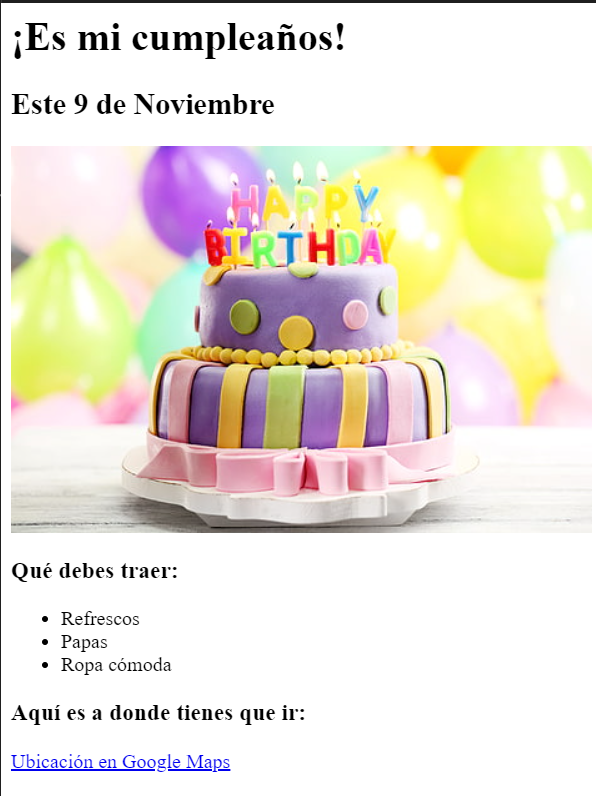 ¡Es mi cumpleaños!
Este 9 de Noviembre
HAPPY
BIRTHDAY
Qué debes traer:
Refrescos
Papas
Ropa cómoda
Aquí es a donde tienes que ir:
Ubicación en Google Maps